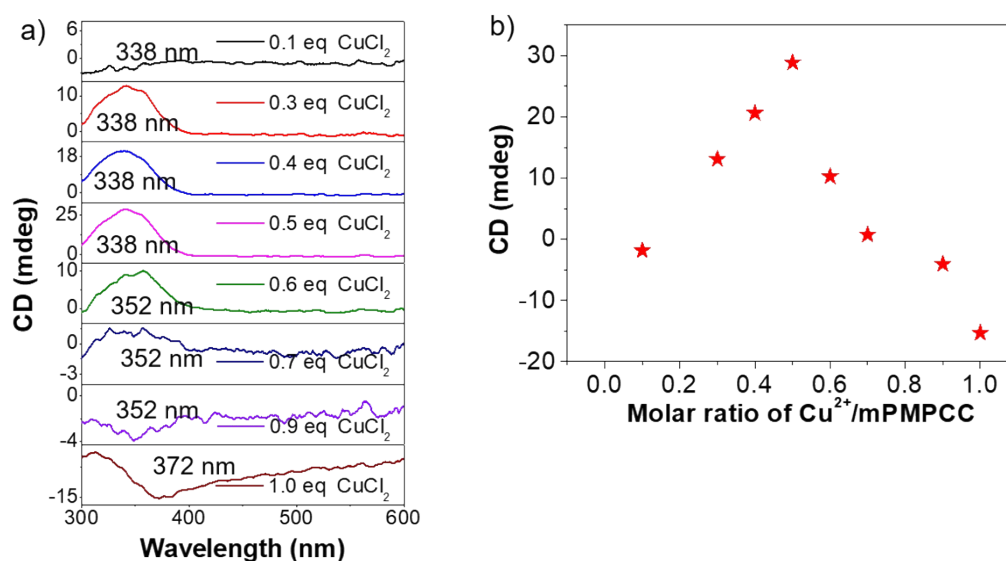 a)
CD (mdeg)
6
0
338 nm
0.1 eq CuCl₂
10
0
338 nm
0.3 eq CuCl₂
18
0
338 nm
0.4 eq CuCl₂
25
0
338 nm
0.5 eq CuCl₂
10
0
352 nm
0.6 eq CuCl₂
0
-3
352 nm
0.7 eq CuCl₂
0
-4
352 nm
0.9 eq CuCl₂
-15
372 nm
1.0 eq CuCl₂
300 400 500 600
Wavelength (nm)
b)
CD (mdeg)
30
20
10
0
-10
-20
0.0 0.2 0.4 0.6 0.8 1.0
Molar ratio of Cu²⁺/mPMPCC